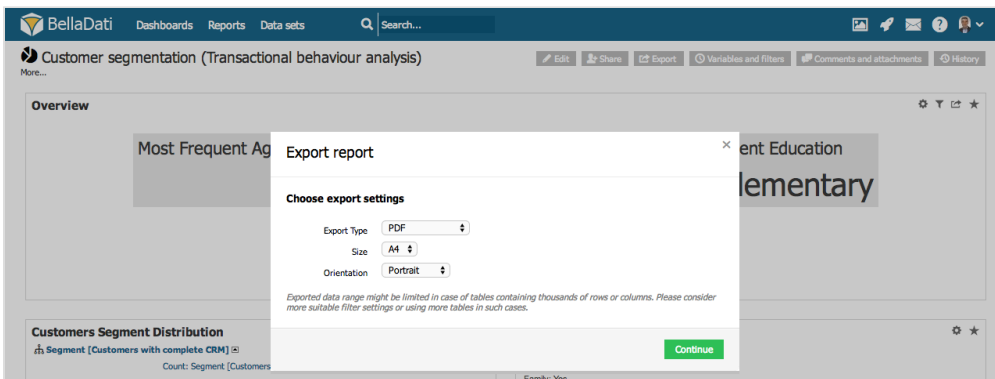 BellaDati Dashboards Reports Data sets Search...
Customer segmentation (Transactional behaviour analysis) Edit Share Export Variables and filters Comments and attachments History
More...
Overview
Most Frequent Ag ent Education
lementary
Export report ×
Choose export settings
Export Type PDF
Size A4
Orientation Portrait
Exported data range might be limited in case of tables containing thousands of rows or columns. Please consider
more suitable filter settings or using more tables in such cases.
Continue
Customers Segment Distribution
Segment [Customers with complete CRM]
Count: Segment [Customers
Family: Yes